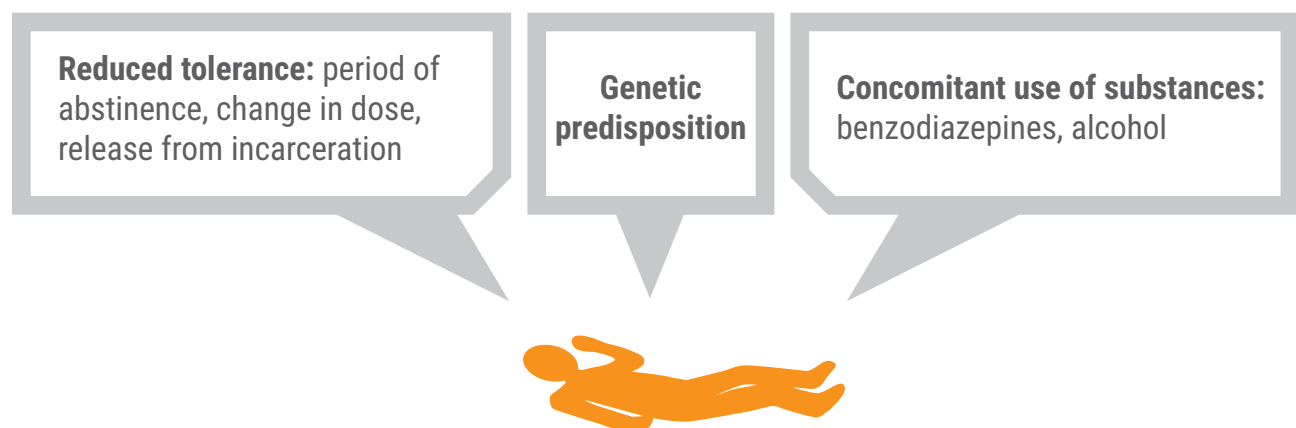 Reduced tolerance: period of
abstinence, change in dose,
release from incarceration
Genetic
predisposition
Concomitant use of substances:
benzodiazepines, alcohol